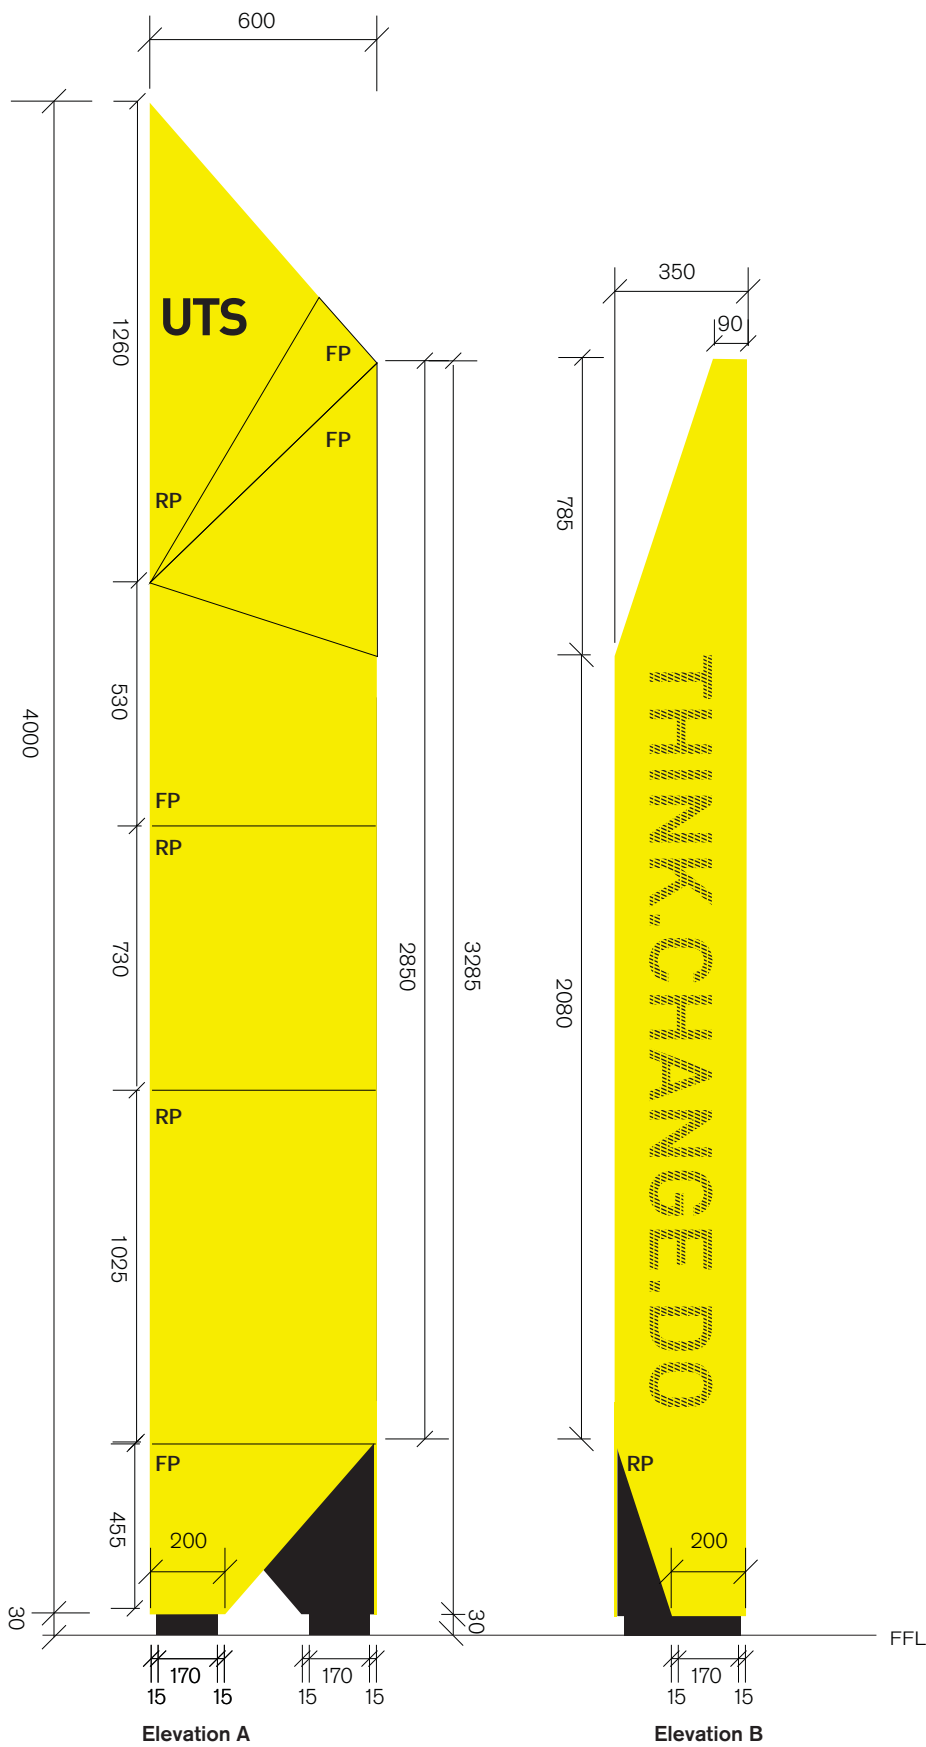 600
350
90
UTS
1260
FP
FP
RP
785
530
4000
FP
RP
730
2850
3285
2080
THINK.CHANGE.DO
RP
1025
FP
RP
455
200
200
30
30
FFL
170
170
170
15
15
15
15
15
15
Elevation A
Elevation B